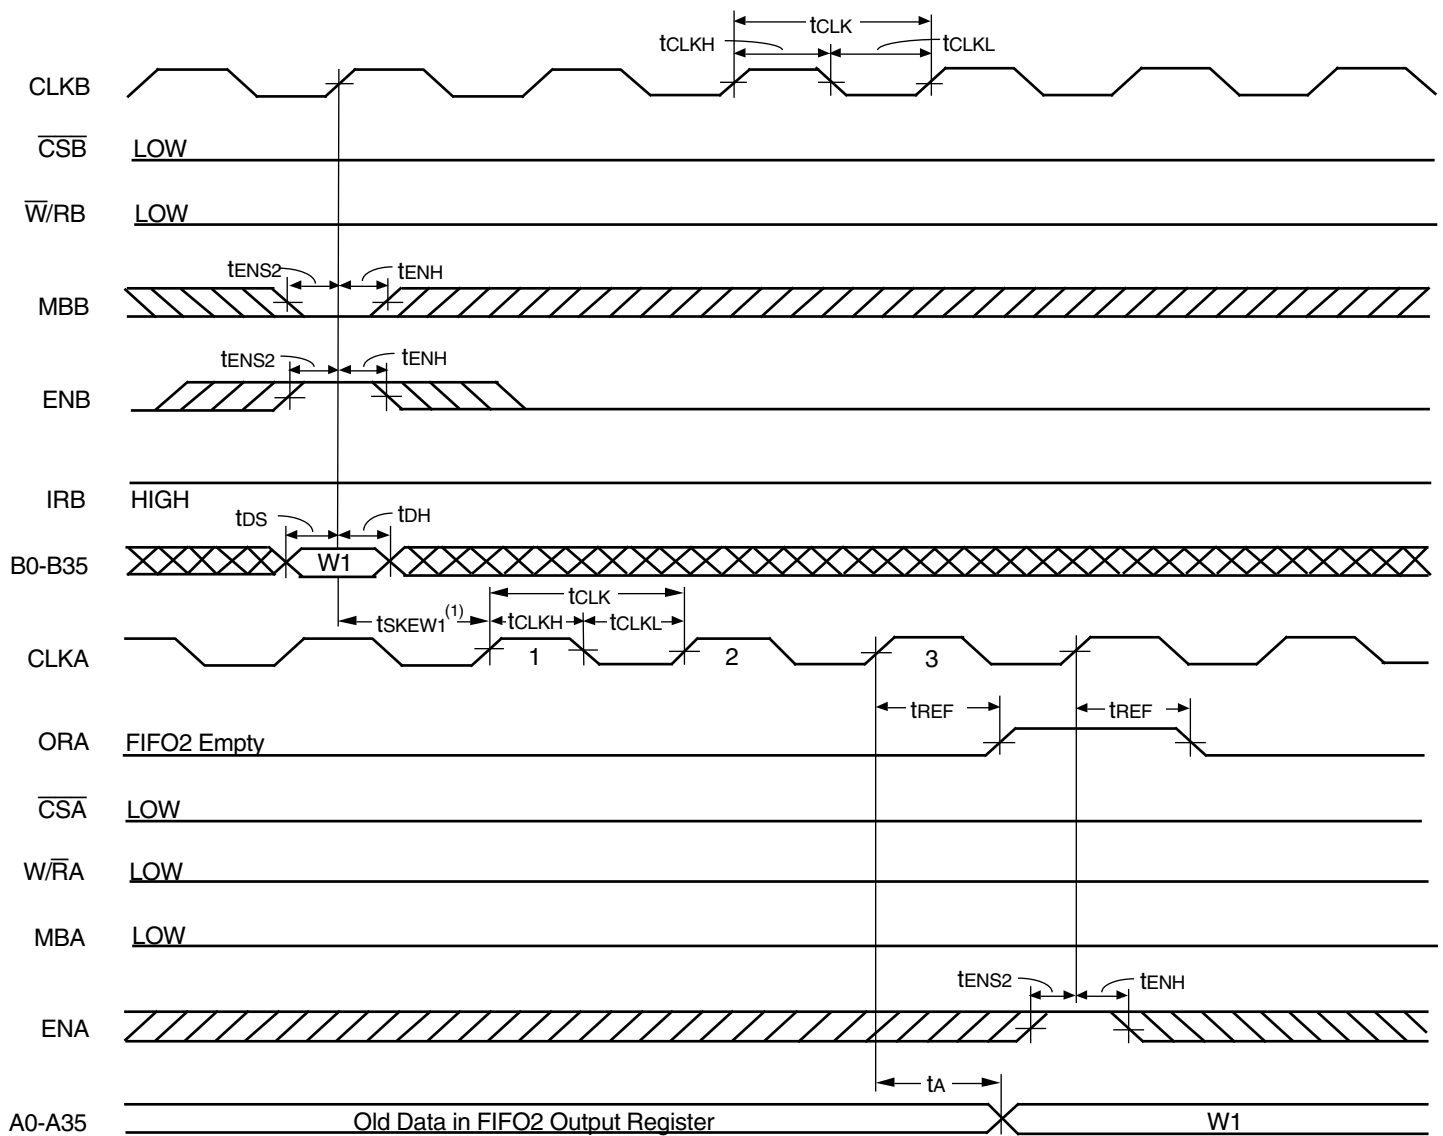 tCLK
tCLKH tCLKL
CLKB
CSB LOW
W/RB LOW
tENS2 tENH
MBB
tENS2 tENH
ENB
IRB HIGH
tDS tDH
B0-B35 W1
tCLK
tSKEW1(1) tCLKH tCLKL
CLKA 1 2 3
tREF tREF
ORA FIFO2 Empty
CSA LOW
W/RA LOW
MBA LOW
tENS2 tENH
ENA
tA
A0-A35 Old Data in FIFO2 Output Register W1